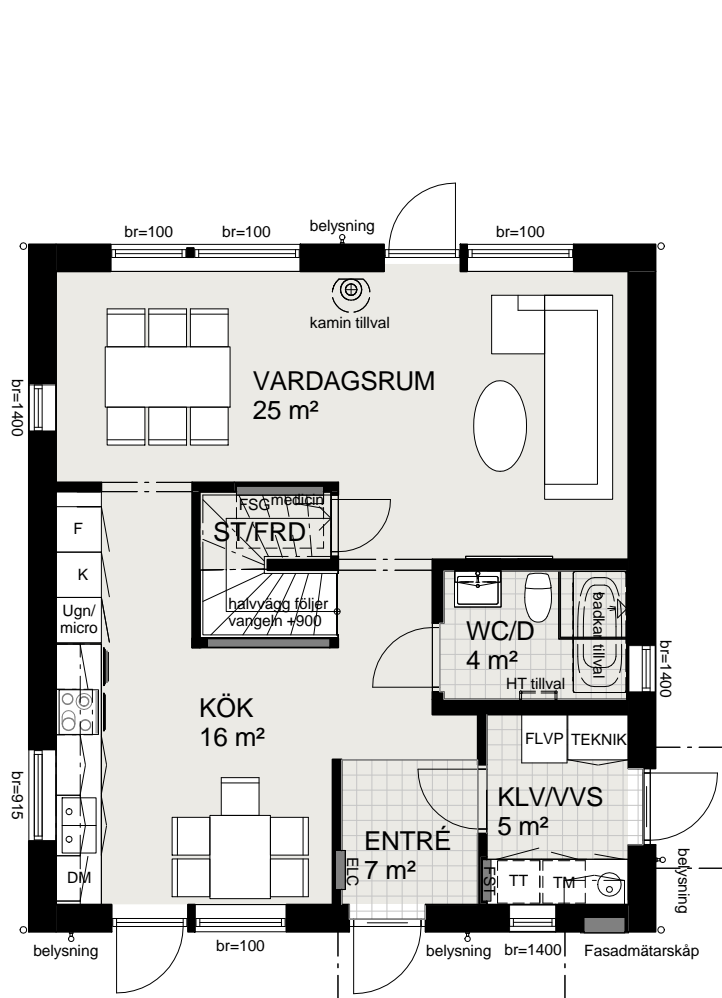 belysning
br=100
br=100
br=100
kamin tillval
VARDAGSRUM
25 m²
br=1400
FSG
medicin
ST/FRD
F
K
Ugn/
micro
halvvägg följer
vangeln +900
WC/D
4 m²
badkar tillval
HT tillval
br=1400
KÖK
16 m²
FLVP
TEKNIK
KLV/VVS
5 m²
br=915
ENTRÉ
7 m²
ELC
FST
TT
TM
DM
belysning
belysning
br=100
belysning
br=1400
Fasadmätarskåp